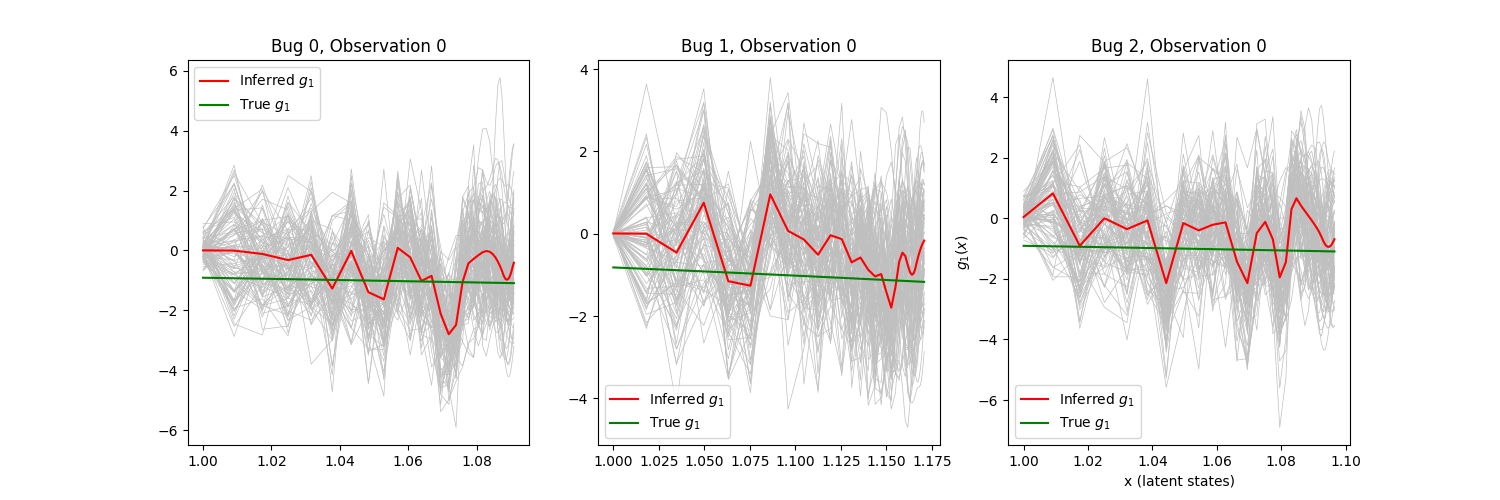 Bug 0, Observation 0
6
4
2
0
−2
−4
−6
Inferred g₁
True g₁
1.00 1.02 1.04 1.06 1.08
Bug 1, Observation 0
4
2
0
−2
−4
Inferred g₁
True g₁
1.000 1.025 1.050 1.075 1.100 1.125 1.150 1.175
Bug 2, Observation 0
g₁(x)
4
2
0
−2
−4
−6
Inferred g₁
True g₁
1.00 1.02 1.04 1.06 1.08 1.10
x (latent states)